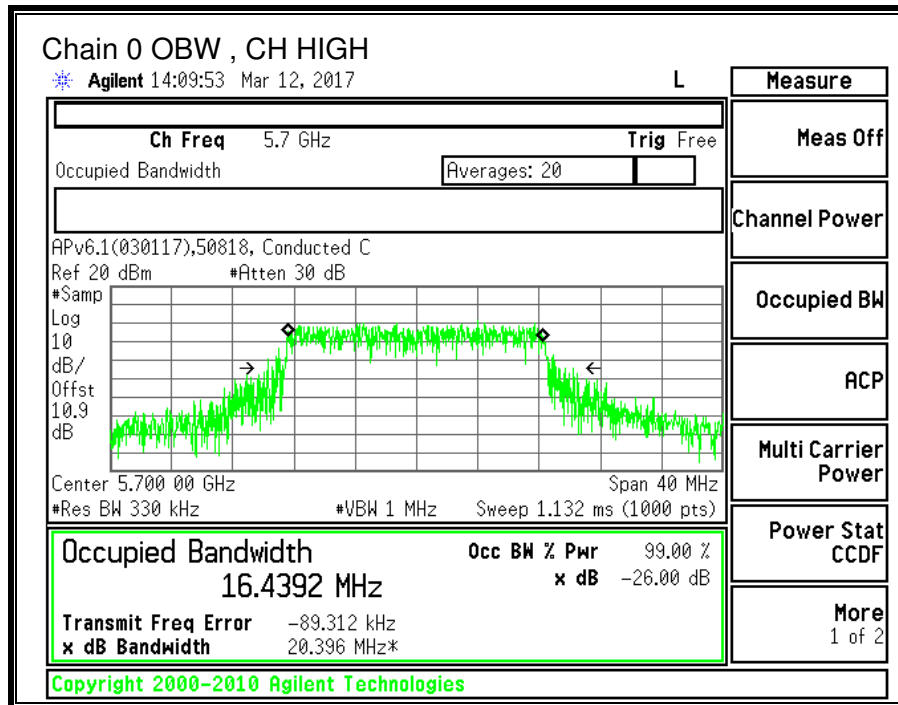 Chain 0 OBW , CH HIGH
Agilent 14:09:53 Mar 12, 2017 L
Measure
Ch Freq 5.7 GHz Trig Free
Occupied Bandwidth Averages: 20
APv6.1(030117),50818, Conducted C
Ref 20 dBm #Atten 30 dB
#Samp
Log
10
dB/
Offst
10.9
dB
Center 5.700 00 GHz Span 40 MHz
#Res BW 330 kHz #VBW 1 MHz Sweep 1.132 ms (1000 pts)
Occupied Bandwidth Occ BW % Pwr 99.00 %
16.4392 MHz x dB -26.00 dB
Transmit Freq Error -89.312 kHz
x dB Bandwidth 20.396 MHz*
Copyright 2000-2010 Agilent Technologies
Meas Off
Channel Power
Occupied BW
ACP
Multi Carrier
Power
Power Stat
CCDF
More
1 of 2